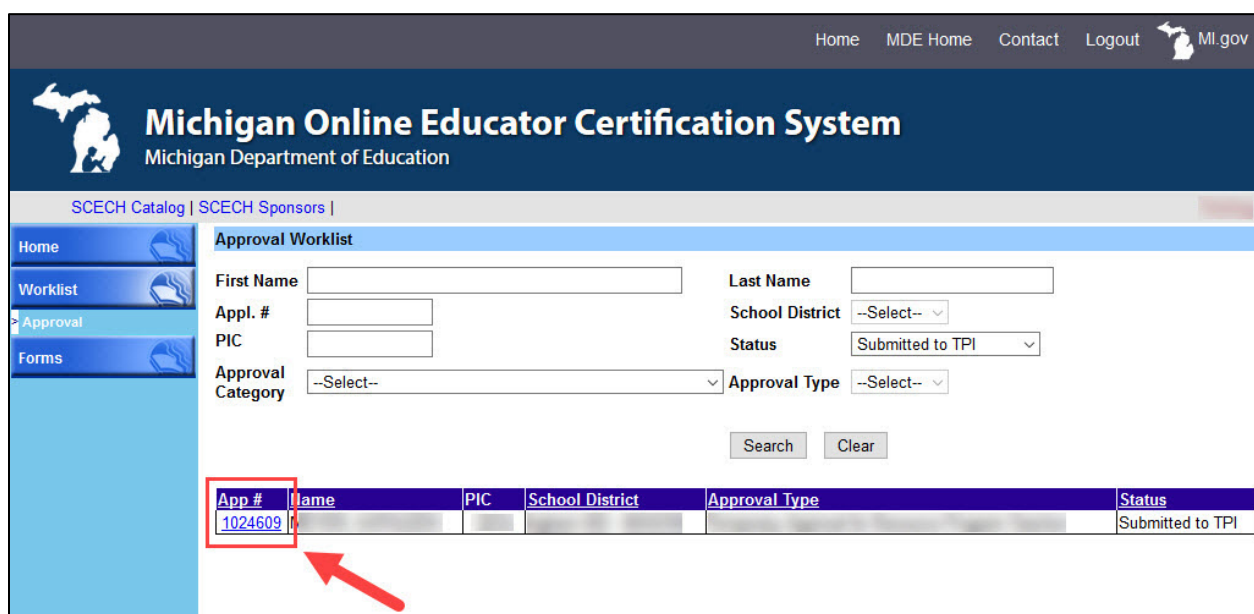 Home MDE Home Contact Logout MI.gov
Michigan Online Educator Certification System
Michigan Department of Education
SCECH Catalog | SCECH Sponsors |
Home
Worklist
> Approval
Forms
Approval Worklist
First Name Last Name
Appl. # School District --Select--
PIC Status Submitted to TPI
Approval Category --Select-- Approval Type --Select--
Search Clear
App # Name PIC School District Approval Type Status
1024609 Submitted to TPI